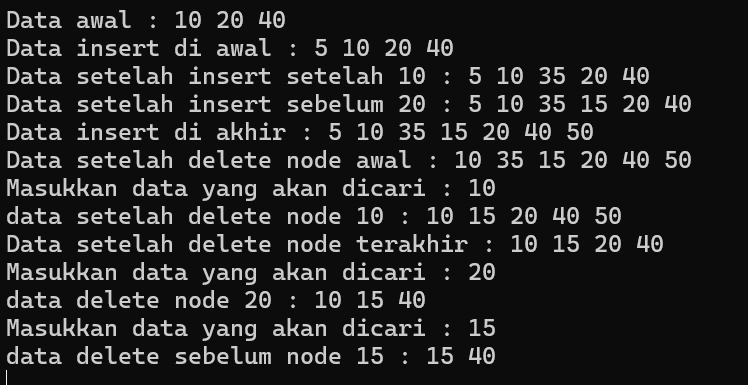 Data awal : 10 20 40
Data insert di awal : 5 10 20 40
Data setelah insert setelah 10 : 5 10 35 20 40
Data setelah insert sebelum 20 : 5 10 35 15 20 40
Data insert di akhir : 5 10 35 15 20 40 50
Data setelah delete node awal : 10 35 15 20 40 50
Masukkan data yang akan dicari : 10
data setelah delete node 10 : 10 15 20 40 50
Data setelah delete node terakhir : 10 15 20 40
Masukkan data yang akan dicari : 20
data delete node 20 : 10 15 40
Masukkan data yang akan dicari : 15
data delete sebelum node 15 : 15 40